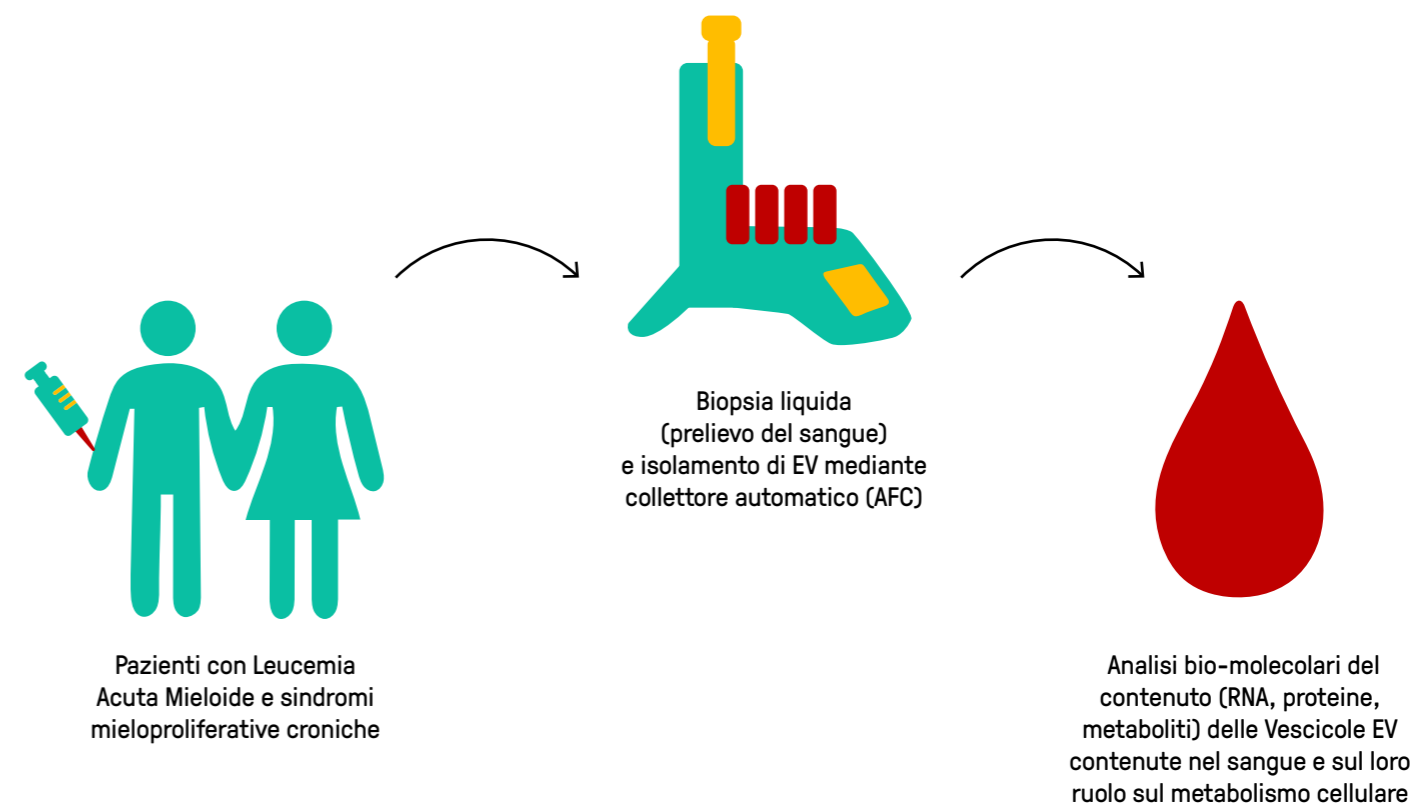 Pazienti con Leucemia
Acuta Mieloide e sindromi
mieloproliferative croniche
Biopsia liquida
(prelievo del sangue)
e isolamento di EV mediante
collettore automatico (AFC)
Analisi bio-molecolari del
contenuto (RNA, proteine,
metaboliti) delle Vescicole EV
contenute nel sangue e sul loro
ruolo sul metabolismo cellulare